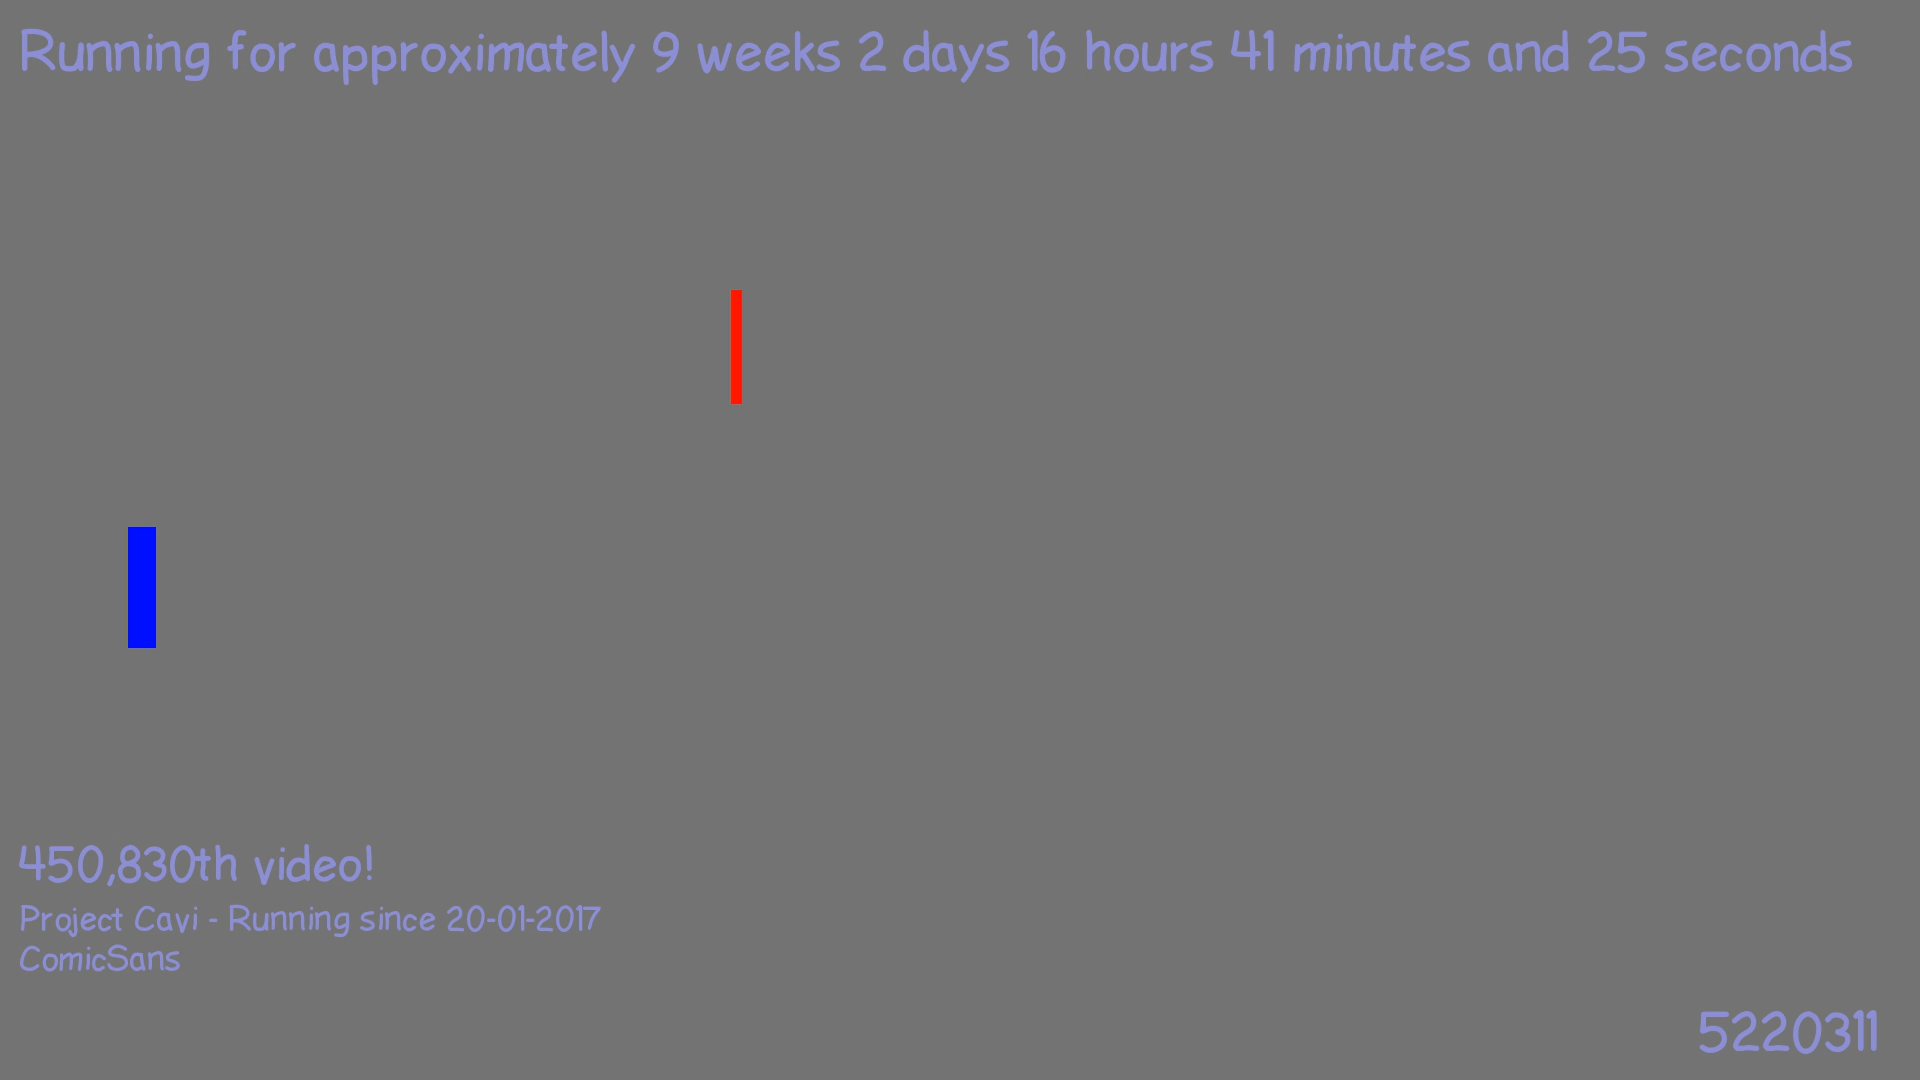 Running for approximately 9 weeks 2 days 16 hours 41 minutes and 25 seconds
450,830th video!
Project Cavi - Running since 20-01-2017
ComicSans
5220311